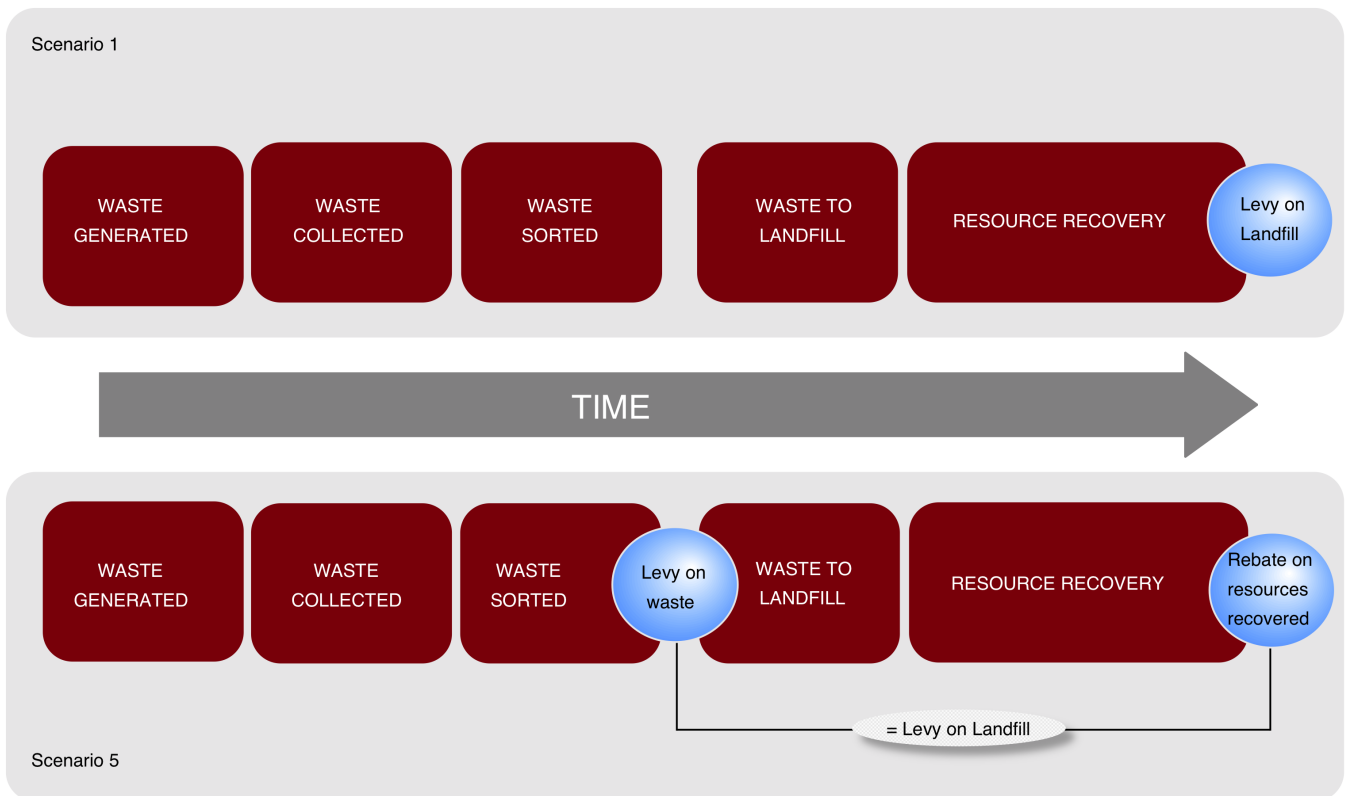 Scenario 1
WASTE
GENERATED
WASTE
COLLECTED
WASTE
SORTED
WASTE TO
LANDFILL
RESOURCE RECOVERY
Levy on
Landfill
TIME
WASTE
GENERATED
WASTE
COLLECTED
WASTE
SORTED
Levy on
waste
WASTE TO
LANDFILL
RESOURCE RECOVERY
Rebate on
resources
recovered
= Levy on Landfill
Scenario 5